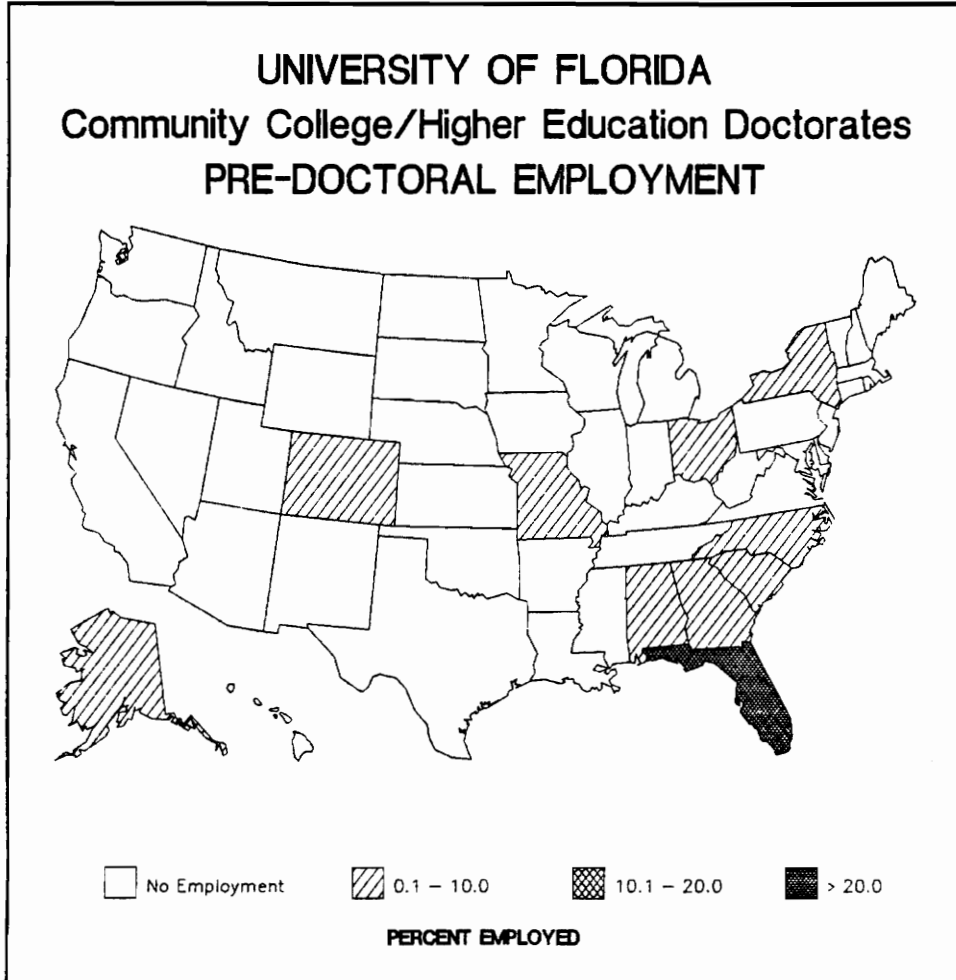 UNIVERSITY OF FLORIDA
Community College/Higher Education Doctorates
PRE-DOCTORAL EMPLOYMENT
No Employment
0.1 – 10.0
10.1 – 20.0
> 20.0
PERCENT EMPLOYED